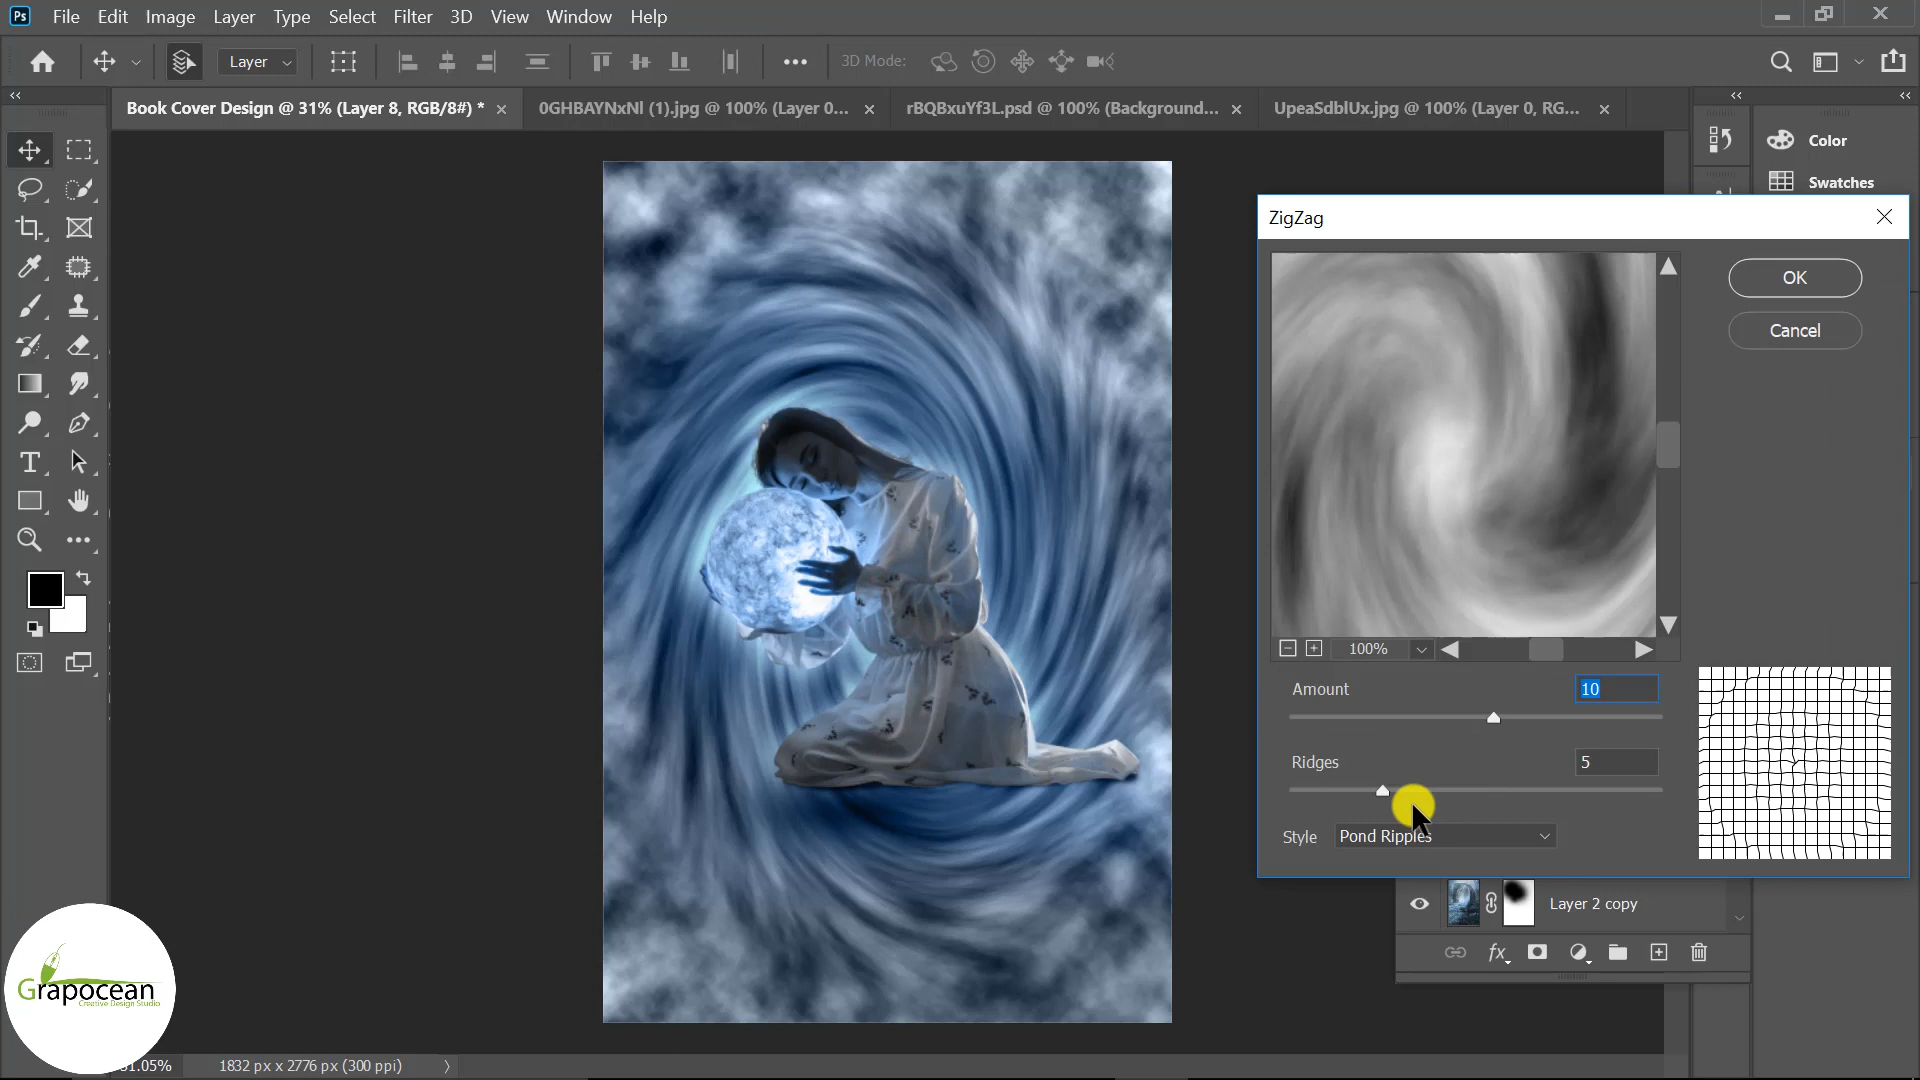 Ps File Edit Image Layer Type Select Filter 3D View Window Help
Layer 3D Mode:
Book Cover Design @ 31% (Layer 8, RGB/8#) * 0GHBAYNxNl (1).jpg @ 100% (Layer 0... rBQBxuYf3L.psd @ 100% (Background... UpeaSdblUx.jpg @ 100% (Layer 0, RG...
Color
Swatches
ZigZag
OK
Cancel
100%
Amount 10
Ridges 5
Style Pond Ripples
Layer 2 copy
fx
Grapocean
Creative Design Studio
31.05% 1832 px x 2776 px (300 ppi)